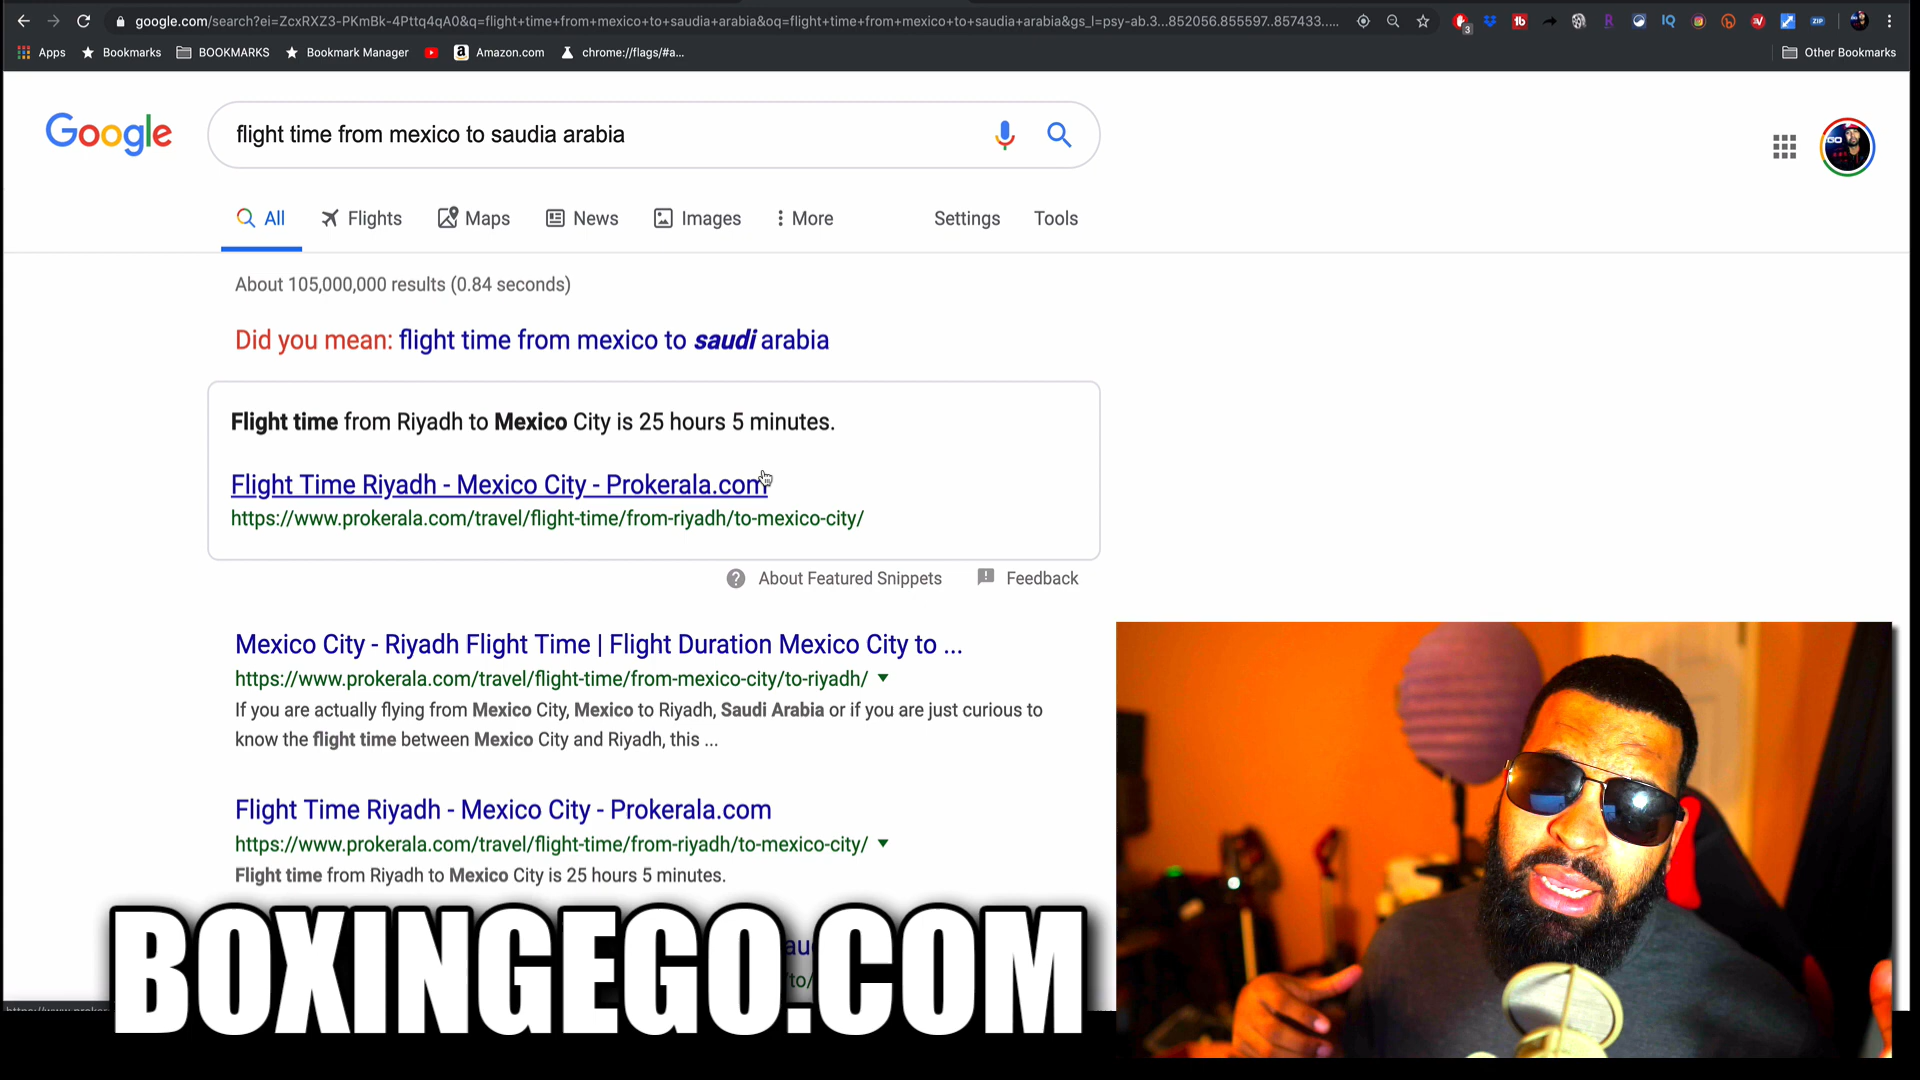 google.com/search?ei=ZcxRXZ3-PKmBk-4Pttq4qA0&q=flight+time+from+mexico+to+saudia+arabia&oq=flight+time+from+mexico+to+saudia+arabia&gs_l=psy-ab.3...852056.855597..857433....
3
tb
R
IQ
ZIP
Apps
Bookmarks
BOOKMARKS
Bookmark Manager
Amazon.com
chrome://flags/#a...
Other Bookmarks
Google
flight time from mexico to saudia arabia
All
Flights
Maps
News
Images
More
Settings
Tools
About 105,000,000 results (0.84 seconds)
Did you mean: flight time from mexico to saudi arabia
Flight time from Riyadh to Mexico City is 25 hours 5 minutes.
Flight Time Riyadh - Mexico City - Prokerala.com
https://www.prokerala.com/travel/flight-time/from-riyadh/to-mexico-city/
About Featured Snippets
Feedback
Mexico City - Riyadh Flight Time | Flight Duration Mexico City to ...
https://www.prokerala.com/travel/flight-time/from-mexico-city/to-riyadh/
If you are actually flying from Mexico City, Mexico to Riyadh, Saudi Arabia or if you are just curious to
know the flight time between Mexico City and Riyadh, this ...
Flight Time Riyadh - Mexico City - Prokerala.com
https://www.prokerala.com/travel/flight-time/from-riyadh/to-mexico-city/
Flight time from Riyadh to Mexico City is 25 hours 5 minutes.
BOXINGEGO.COM